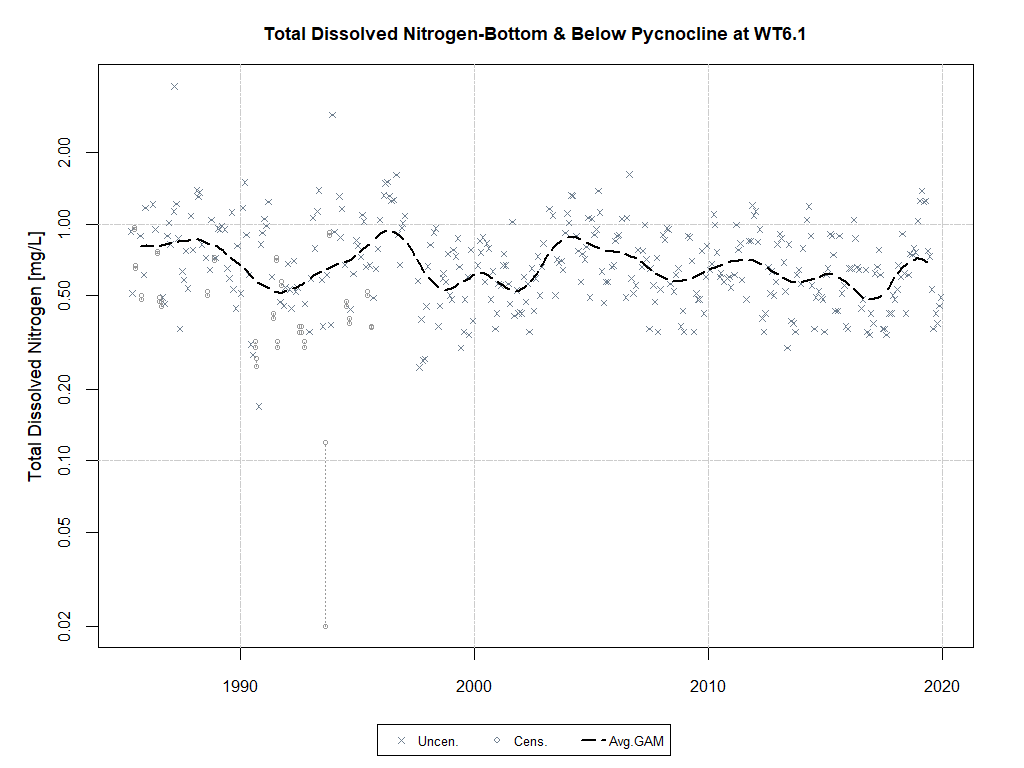 Total Dissolved Nitrogen-Bottom & Below Pycnocline at WT6.1
Total Dissolved Nitrogen [mg/L]
2.00
1.00
0.50
0.20
0.10
0.05
0.02
1990 2000 2010 2020
Uncen. Cens. Avg.GAM